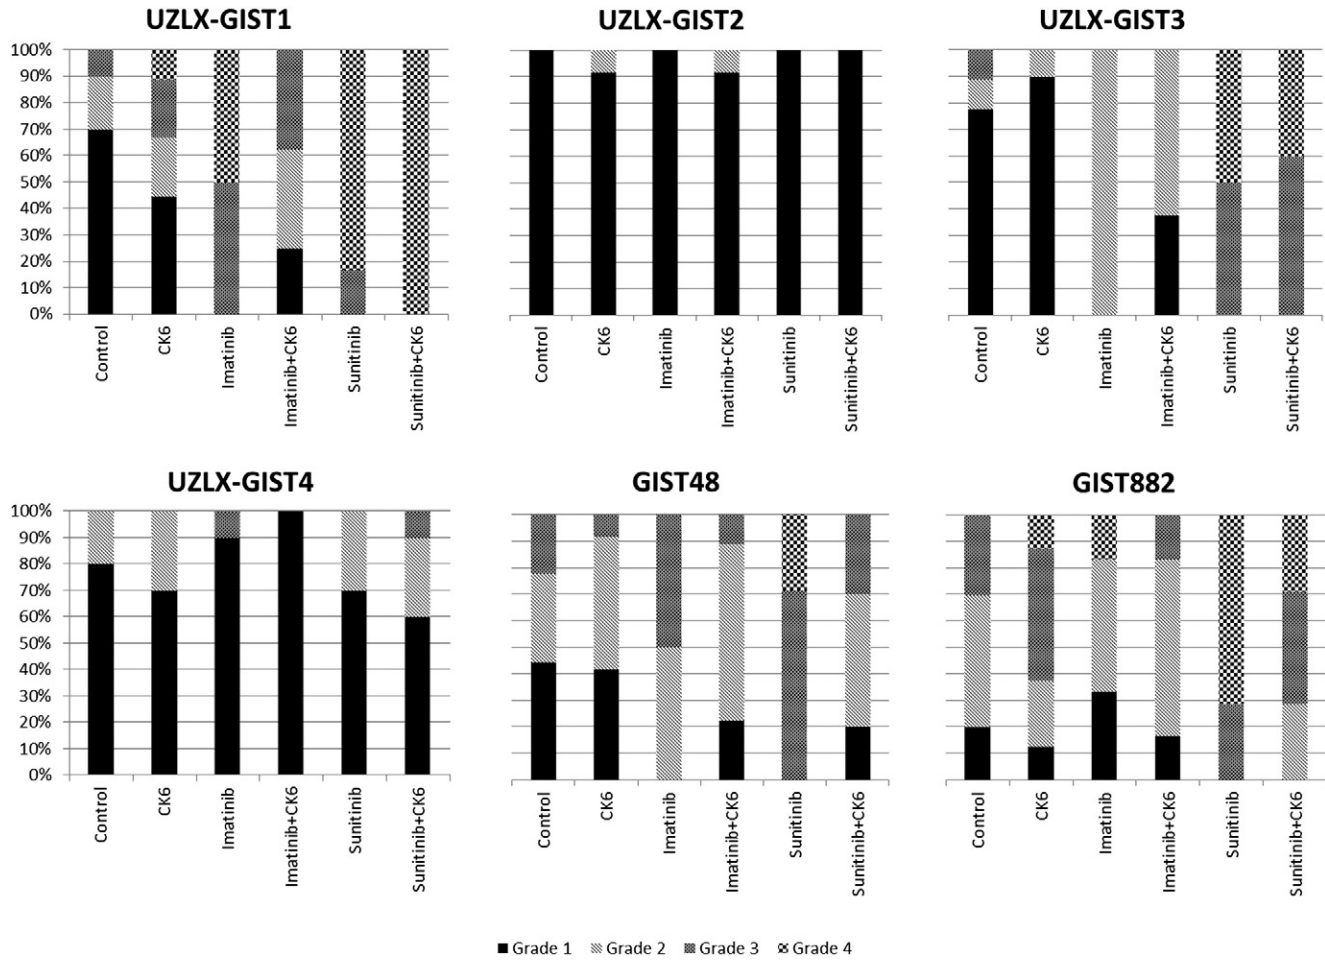 UZLX-GIST1
100%
90%
80%
70%
60%
50%
40%
30%
20%
10%
0%
Control
CK6
Imatinib
Imatinib+CK6
Sunitinib
Sunitinib+CK6
UZLX-GIST2
Control
CK6
Imatinib
Imatinib+CK6
Sunitinib
Sunitinib+CK6
UZLX-GIST3
Control
CK6
Imatinib
Imatinib+CK6
Sunitinib
Sunitinib+CK6
UZLX-GIST4
100%
90%
80%
70%
60%
50%
40%
30%
20%
10%
0%
Control
CK6
Imatinib
Imatinib+CK6
Sunitinib
Sunitinib+CK6
GIST48
Control
CK6
Imatinib
Imatinib+CK6
Sunitinib
Sunitinib+CK6
GIST882
Control
CK6
Imatinib
Imatinib+CK6
Sunitinib
Sunitinib+CK6
Grade 1 Grade 2 Grade 3 Grade 4